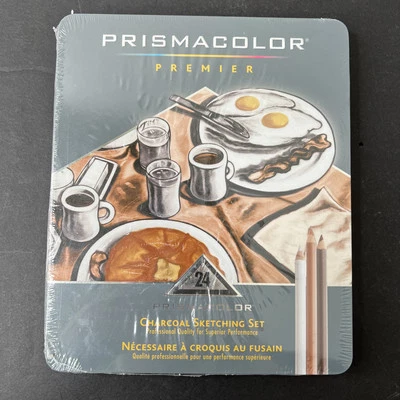 PRISMACOLOR®
PREMIER
24
PRISMACOLOR
CHARCOAL SKETCHING SET
Professional Quality for Superior Performance
NÉCESSAIRE À CROQUIS AU FUSAIN
Qualité professionnelle pour une performance supérieure